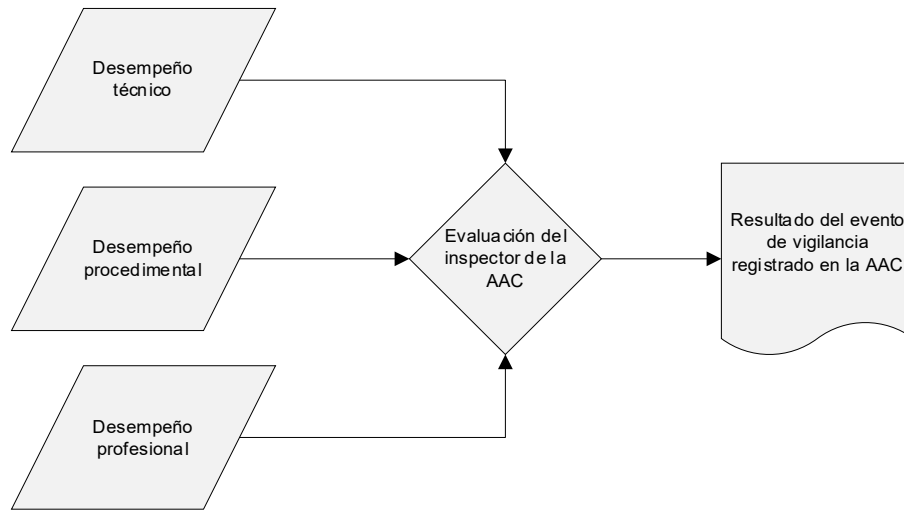 Desempeño
técnico
Desempeño
procedimental
Desempeño
profesional
Evaluación del
inspector de la
AAC
Resultado del evento
de vigilancia
registrado en la AAC